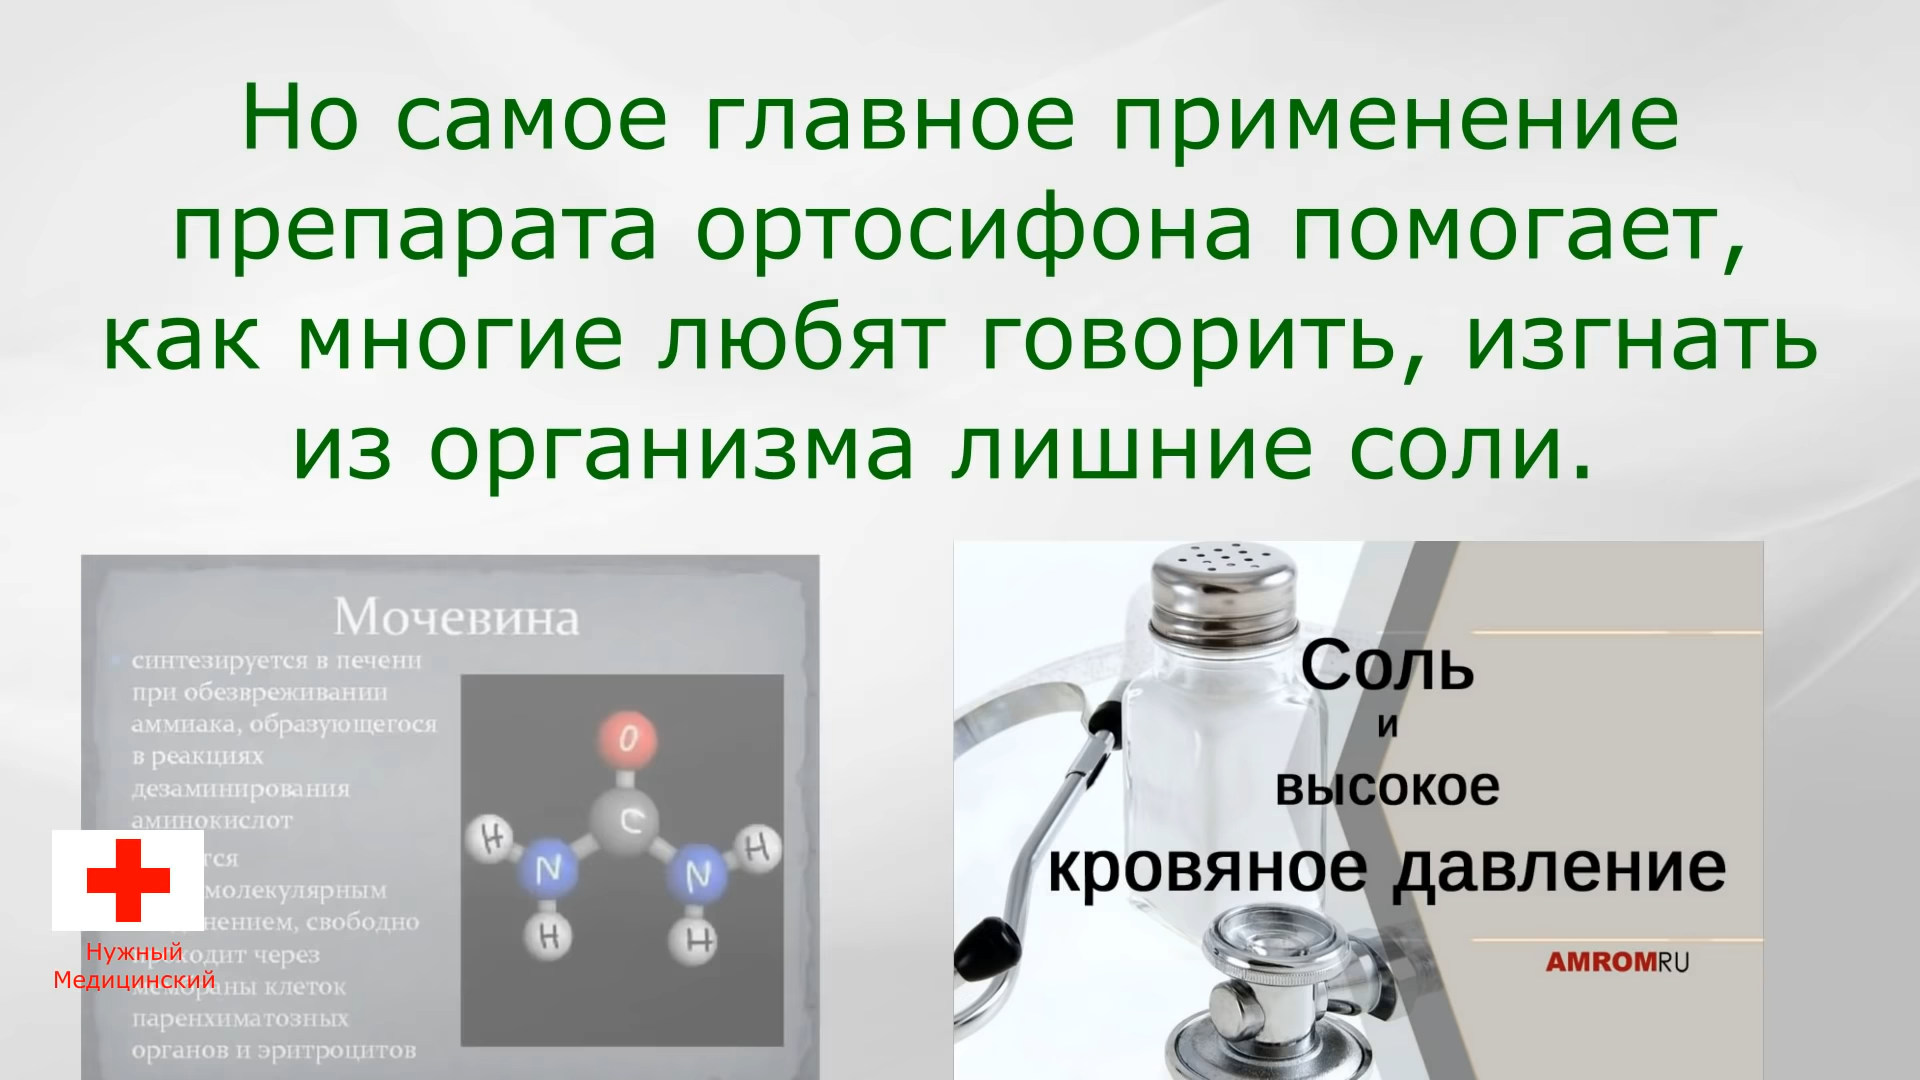 Но самое главное применение
препарата ортосифона помогает,
как многие любят говорить, изгнать
из организма лишние соли.
Мочевина
синтезируется в печени
при обезвреживании
аммиака, образующегося
в реакциях
дезаминирования
аминокислот
свободно
через
клеток
паренхиматозных
органов и эритроцитов
O
C
H
N
N
H
H
H
Нужный
Медицинский
Соль
и
высокое
кровяное давление
AMROMRU